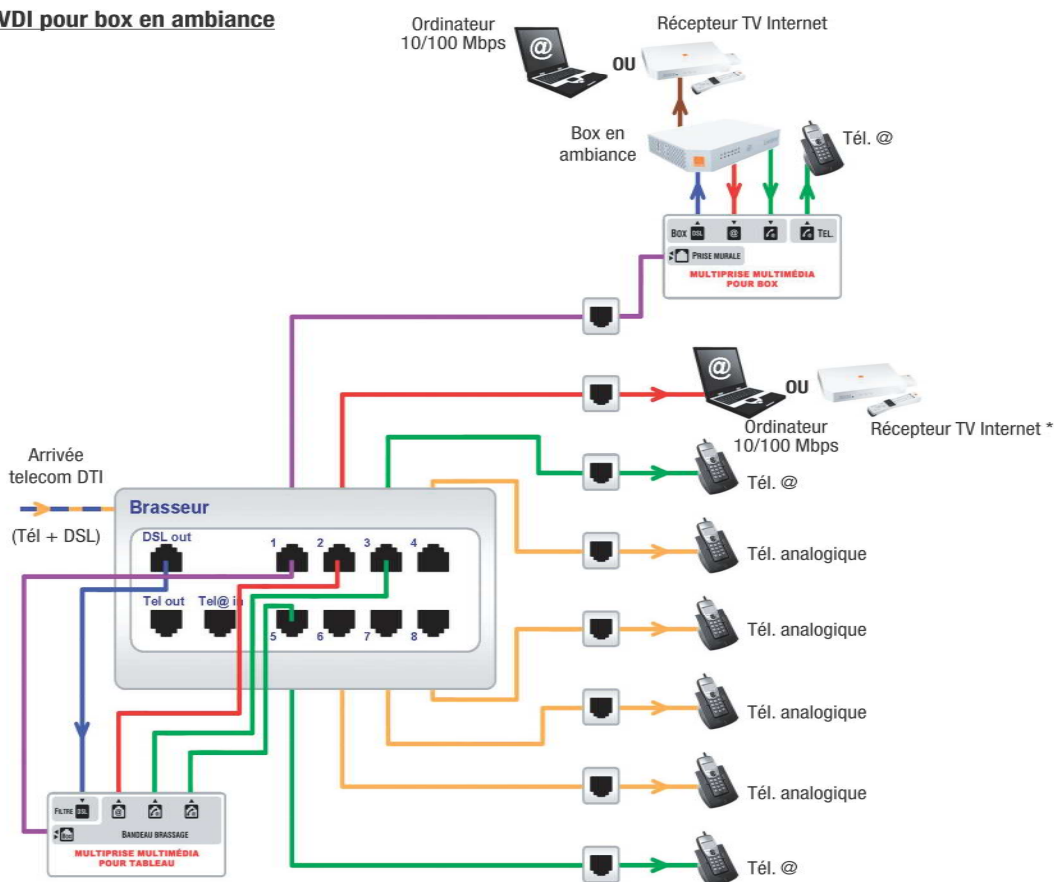 VDI pour box en ambiance
Ordinateur
10/100 Mbps
OU
Récepteur TV Internet
@
Box en
ambiance
Tél. @
BOX DSL @ @ TEL.
PRISE MURALE
MULTIPRISE MULTIMÉDIA
POUR BOX
@
OU
Ordinateur
10/100 Mbps
Récepteur TV Internet *
Tél. @
Arrivée
telecom DTI
(Tél + DSL)
Brasseur
DSL out
1 2 3 4
Tel out Tel@ in
5 6 7 8
Tél. analogique
Tél. analogique
Tél. analogique
Tél. analogique
Tél. @
FILTRE DSL @ @ @
BOX
BANDEAU BRASSAGE
MULTIPRISE MULTIMÉDIA
POUR TABLEAU